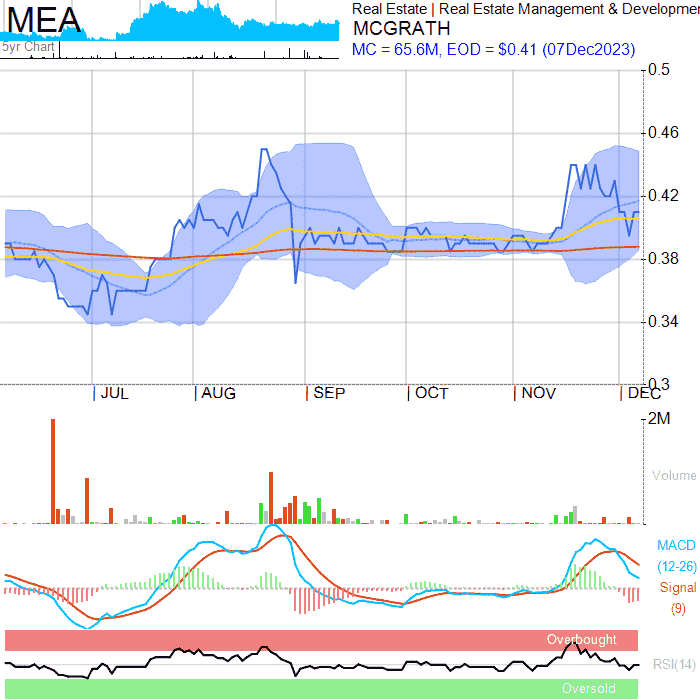 MEA
Real Estate | Real Estate Management & Developmen
MCGRATH
5yr Chart
MC = 65.6M, EOD = $0.41 (07Dec2023)
0.5
0.46
0.42
0.38
0.34
0.3
JUL AUG SEP OCT NOV DEC
2M
Volume
MACD
(12-26)
Signal
(9)
Overbought
RSI(14)
Oversold